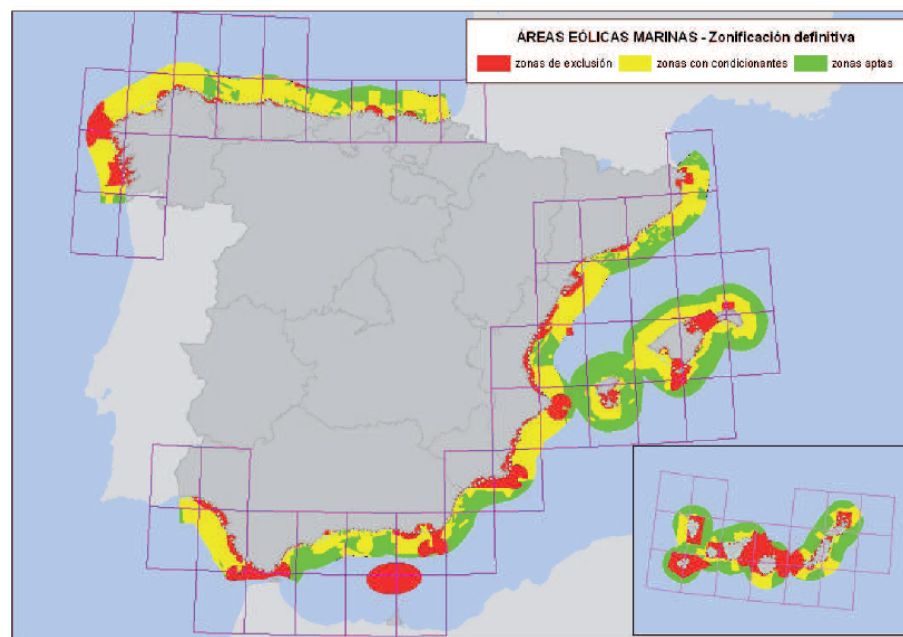 ÁREAS EÓLICAS MARINAS - Zonificación definitiva
zonas de exclusión zonas con condicionantes zonas aptas